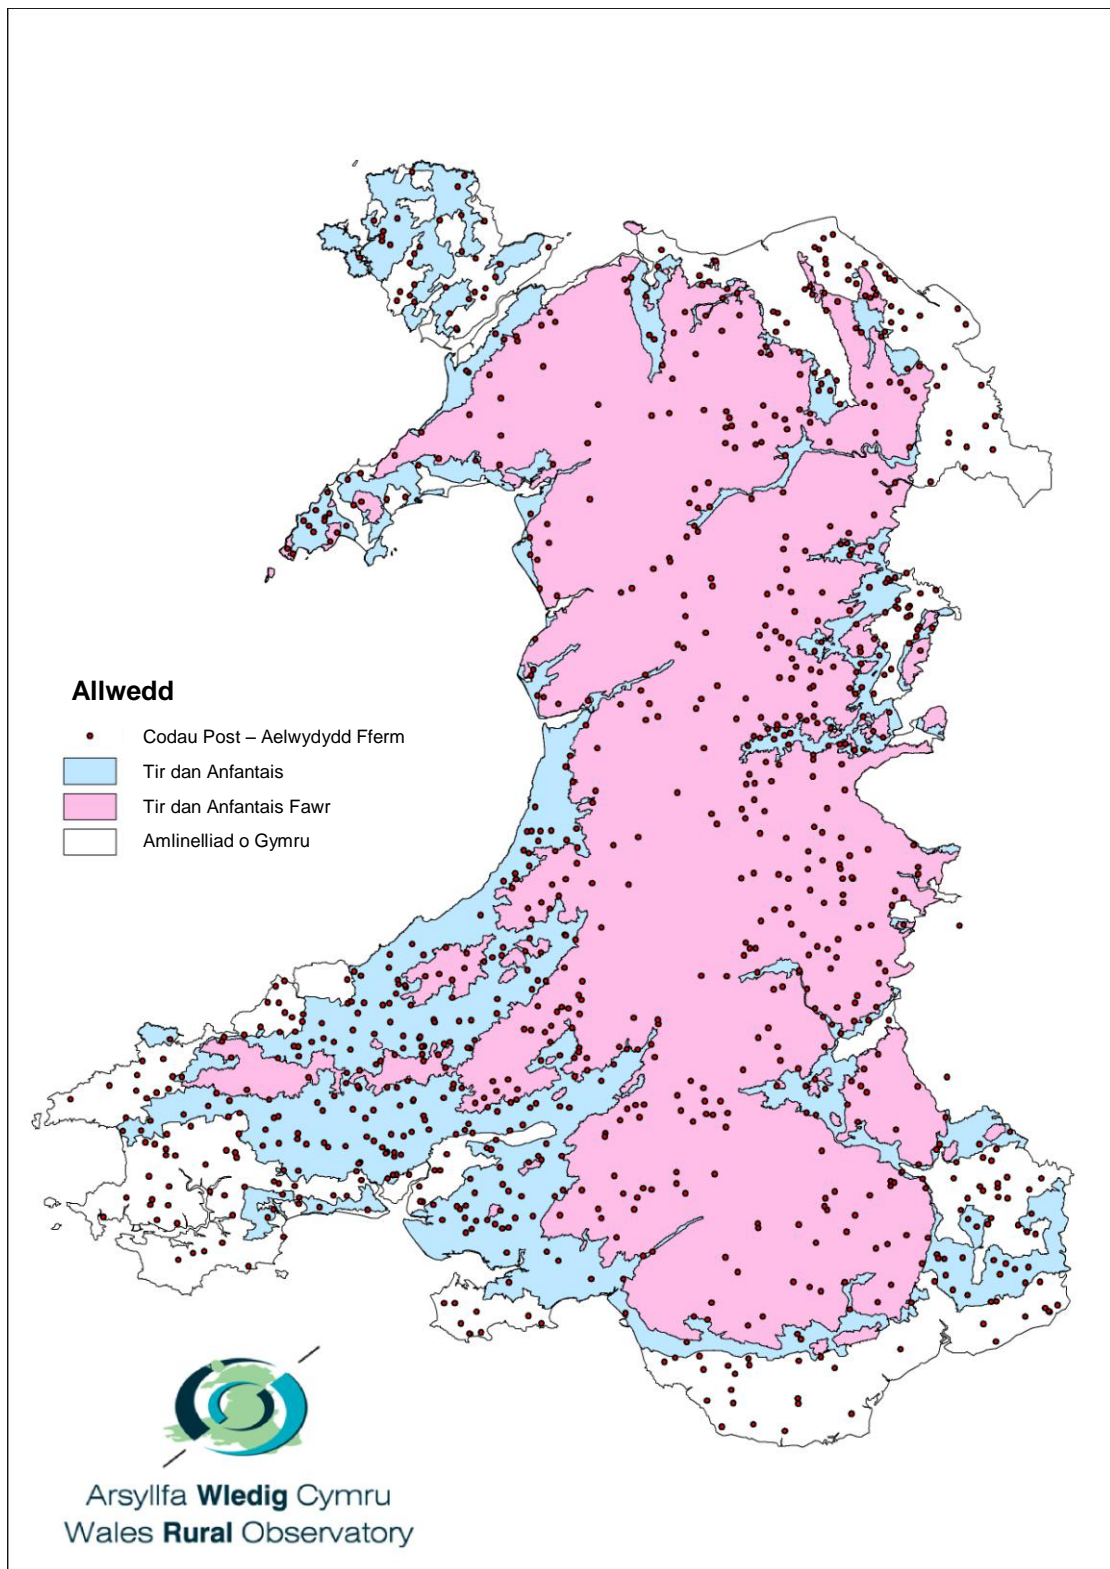 Allwedd
Codau Post – Aelwydydd Fferm
Tir dan Anfantais
Tir dan Anfantais Fawr
Amlinelliad o Gymru
Arsyllfa Wledig Cymru
Wales Rural Observatory